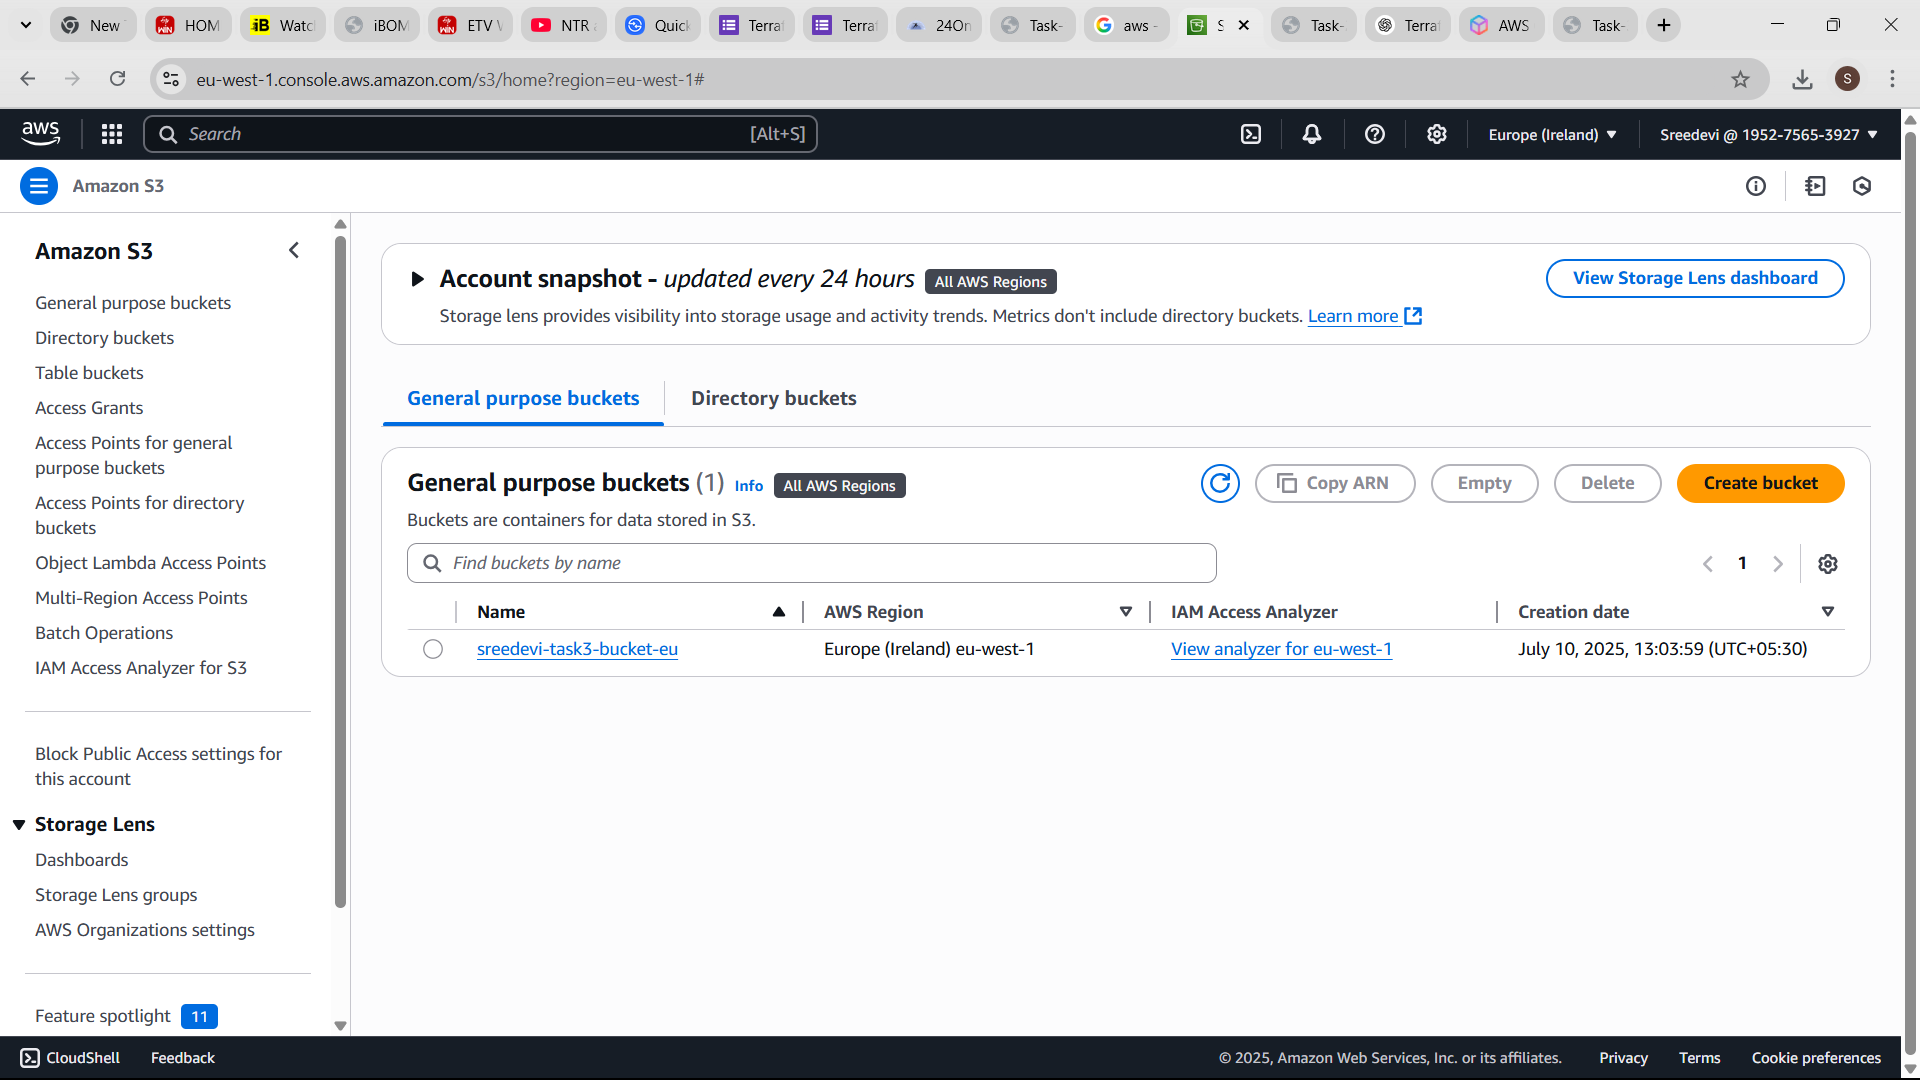 New
HOM
iB Watc
iBOM
ETV V
NTR a
Quick
Terraf
Terraf
24On
Task-
aws -
S
Task-
Terraf
AWS
Task-
eu-west-1.console.aws.amazon.com/s3/home?region=eu-west-1#
S
aws
Search
[Alt+S]
Europe (Ireland)
Sreedevi @ 1952-7565-3927
Amazon S3
Amazon S3
General purpose buckets
Directory buckets
Table buckets
Access Grants
Access Points for general
purpose buckets
Access Points for directory
buckets
Object Lambda Access Points
Multi-Region Access Points
Batch Operations
IAM Access Analyzer for S3
Block Public Access settings for
this account
Storage Lens
Dashboards
Storage Lens groups
AWS Organizations settings
Feature spotlight 11
Account snapshot - updated every 24 hours All AWS Regions
View Storage Lens dashboard
Storage lens provides visibility into storage usage and activity trends. Metrics don't include directory buckets. Learn more
General purpose buckets
Directory buckets
General purpose buckets (1) Info All AWS Regions
Copy ARN
Empty
Delete
Create bucket
Buckets are containers for data stored in S3.
Find buckets by name
1
Name
AWS Region
IAM Access Analyzer
Creation date
sreedevi-task3-bucket-eu
Europe (Ireland) eu-west-1
View analyzer for eu-west-1
July 10, 2025, 13:03:59 (UTC+05:30)
CloudShell
Feedback
© 2025, Amazon Web Services, Inc. or its affiliates.
Privacy
Terms
Cookie preferences